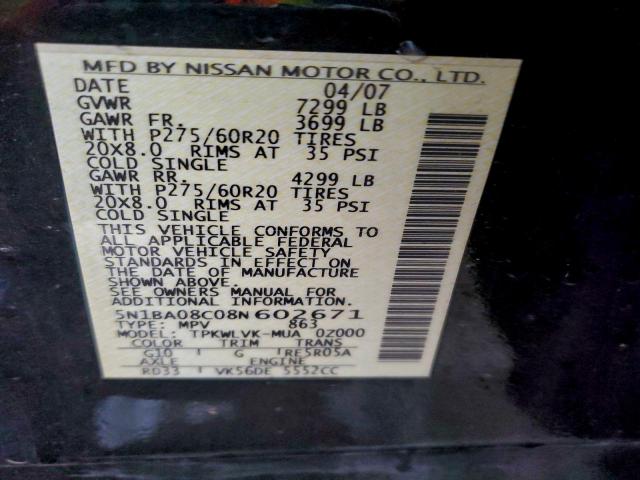 MFD BY NISSAN MOTOR CO., LTD.
DATE 04/07
GVWR 7299 LB
GAWR FR. 3699 LB
WITH P275/60R20 TIRES
20X8.0 RIMS AT 35 PSI
COLD SINGLE
GAWR RR. 4299 LB
WITH P275/60R20 TIRES
20X8.0 RIMS AT 35 PSI
COLD SINGLE
THIS VEHICLE CONFORMS TO
ALL APPLICABLE FEDERAL
MOTOR VEHICLE SAFETY
STANDARDS IN EFFECT ON
THE DATE OF MANUFACTURE
SHOWN ABOVE.
SEE OWNERS MANUAL FOR
ADDITIONAL INFORMATION.
5N1BA08C08N602671
TYPE: MPV 863
MODEL: TPKWLVK-MUA 0Z000
COLOR TRIM TRANS
G10 G RE5R05A
AXLE ENGINE
RD33 VK56DE 5552CC